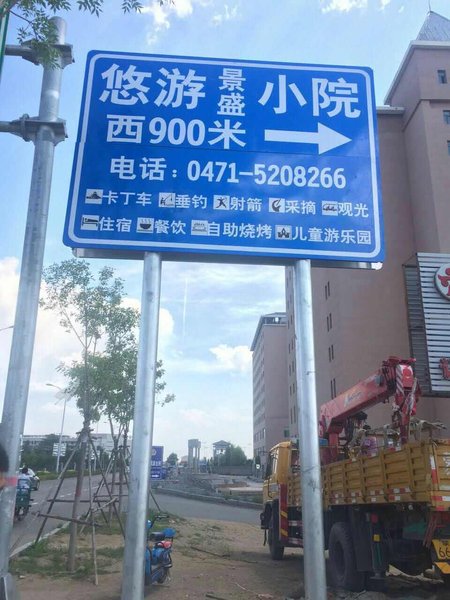 悠游景盛小院
西900米
电话：0471-5208266
卡丁车 垂钓 射箭 采摘 观光
住宿 餐饮 自助烧烤 儿童游乐园